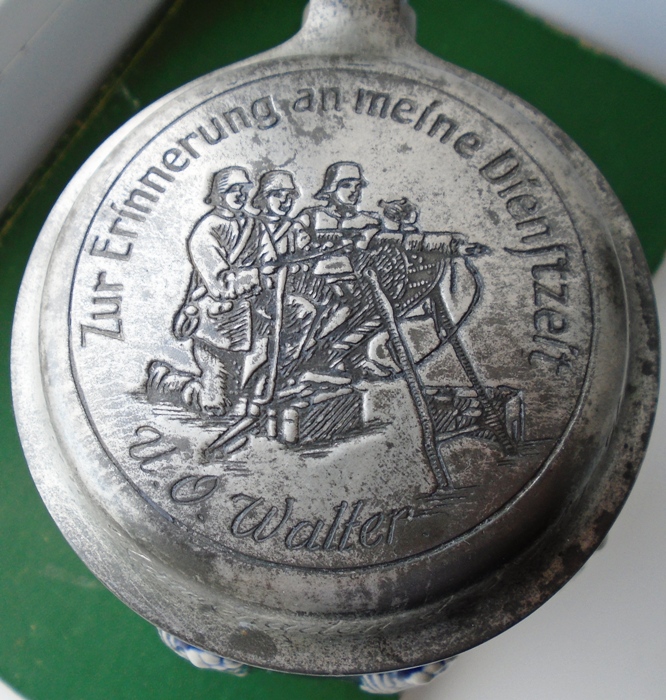 Zur Erinnerung an meine Dienſtzeit
U.O. Walter